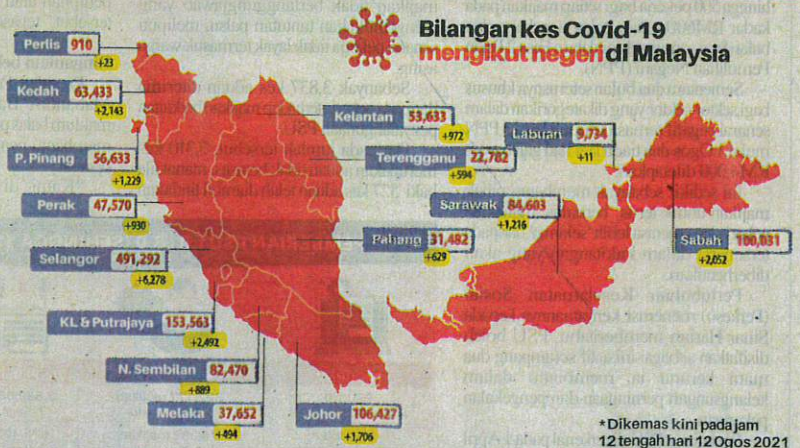 Bilangan kes Covid-19
mengikut negeri di Malaysia
Perlis 910
+23
Kedah 63,433
+2,143
P.Pinang 56,633
+1,229
Perak 47,570
+930
Selangor 491,292
+6,278
KL & Putrajaya 153,563
+2,492
N. Sembilan 82,470
+889
Melaka 37,652
+494
Johor 106,427
+1,706
Kelantan 53,633
+972
Terengganu 22,782
+594
Pahang 31,482
+629
Labuan 9,734
+11
Sarawak 84,603
+1,216
Sabah 100,031
+2,052
*Dikemas kini pada jam
12 tengah hari 12 Ogos 2021